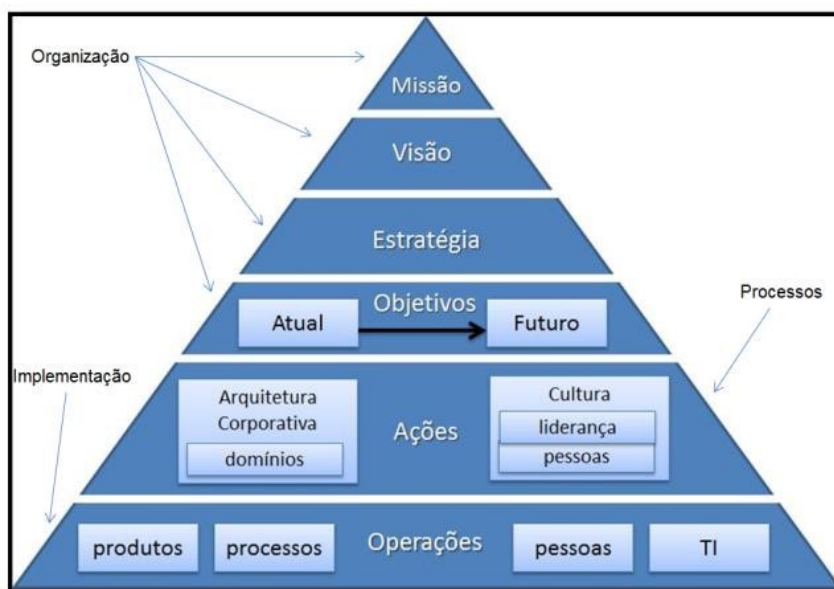 Organização
Missão
Visão
Estratégia
Objetivos
Atual
Futuro
Processos
Implementação
Arquitetura
Corporativa
domínios
Ações
Cultura
liderança
pessoas
produtos
processos
Operações
pessoas
TI